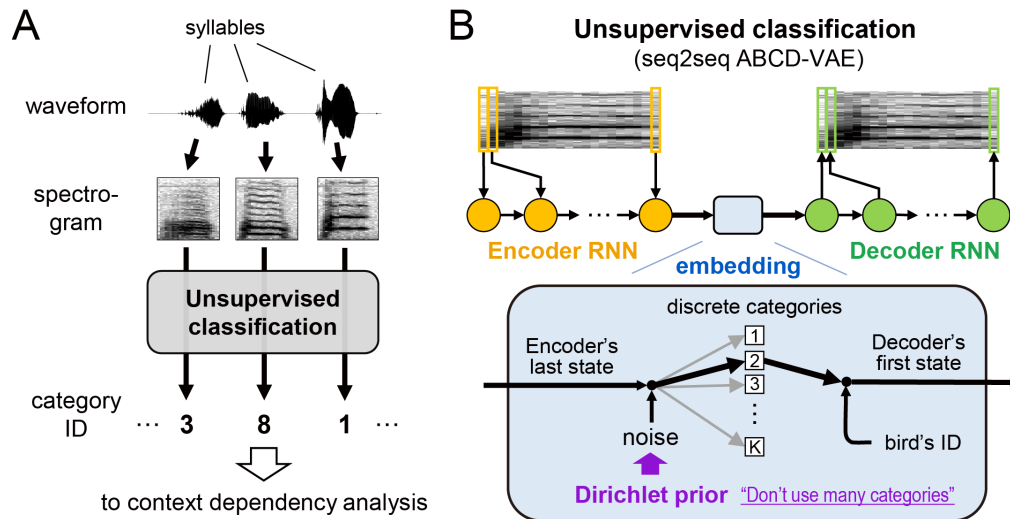 A
syllables
waveform
spectro-
gram
Unsupervised
classification
category
ID
... 3 8 1 ...
to context dependency analysis
B
Unsupervised classification
(seq2seq ABCD-VAE)
...
...
Encoder RNN
Decoder RNN
embedding
discrete categories
Encoder's
last state
1
2
3
⋮
K
Decoder's
first state
noise
bird's ID
Dirichlet prior "Don't use many categories"